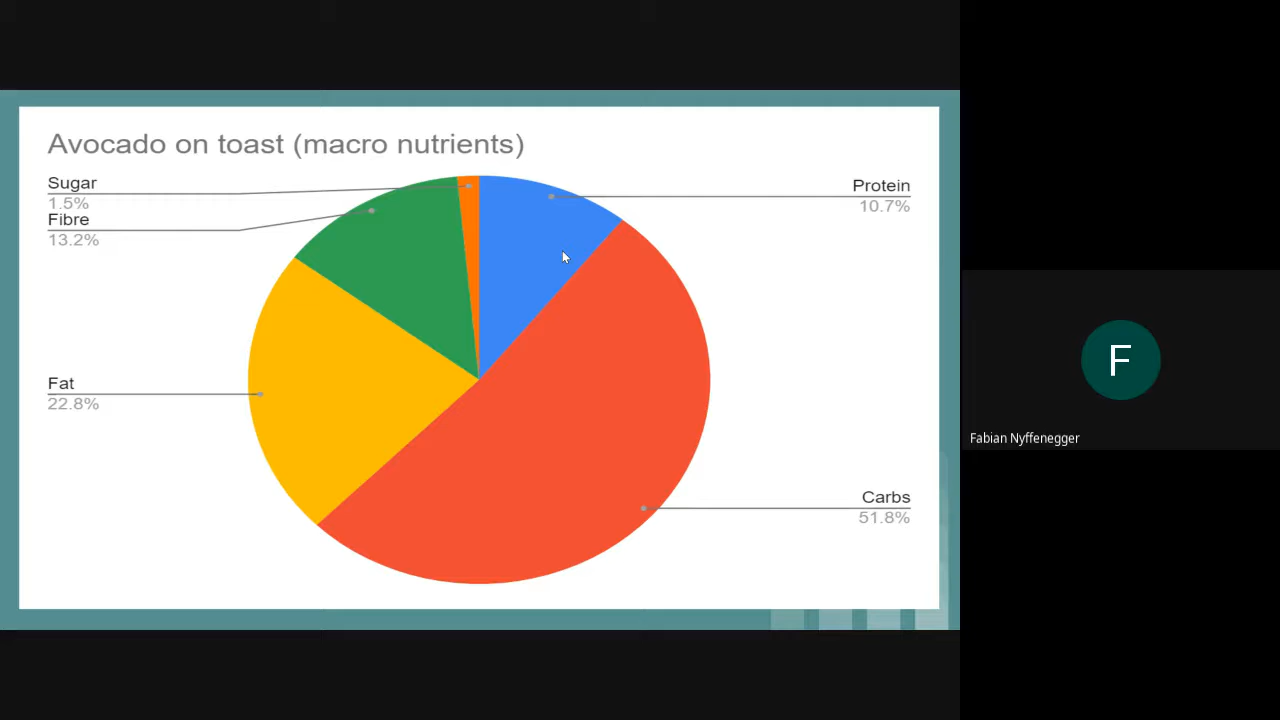 Avocado on toast (macro nutrients)
Sugar
1.5%
Fibre
13.2%
Fat
22.8%
Protein
10.7%
Carbs
51.8%
F
Fabian Nyffenegger